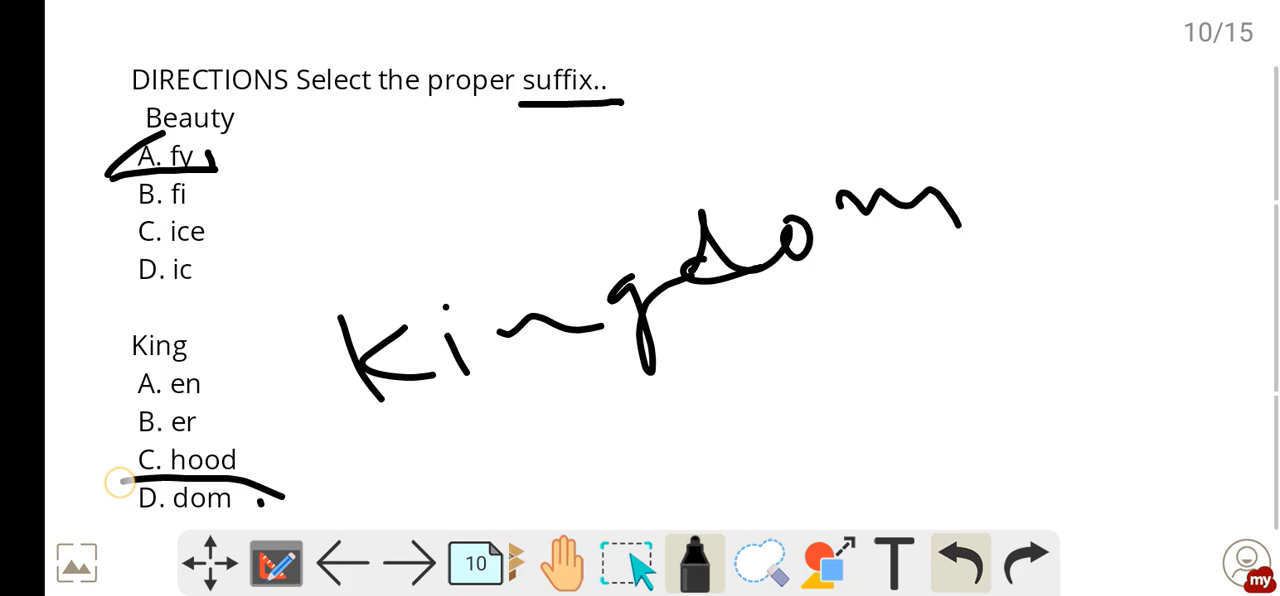 10/15
DIRECTIONS Select the proper suffix..
Beauty
A. fy
B. fi
C. ice
D. ic
Kingdom
King
A. en
B. er
C. hood
D. dom
10
T
my